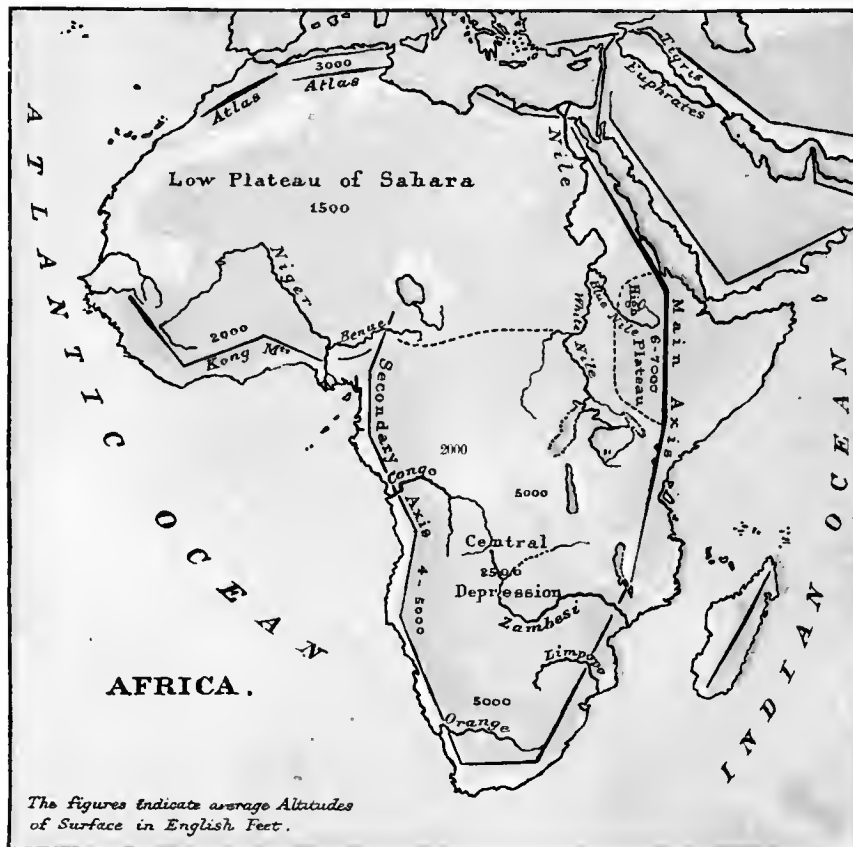 3000
Atlas
Atlas
Tigris
Euphrates
ATLANTIC OCEAN
Nile
Low Plateau of Sahara
1500
Niger
2000
Kong Mts.
Benue
Blue Nile
White Nile
High Plateau
6-7000
Main Axis
Secondary Axis
4-5000
2000
Congo
5000
Central
2500
Depression
Zambesi
Limpopo
5000
Orange
INDIAN OCEAN
AFRICA.
The figures indicate average Altitudes
of Surface in English Feet.